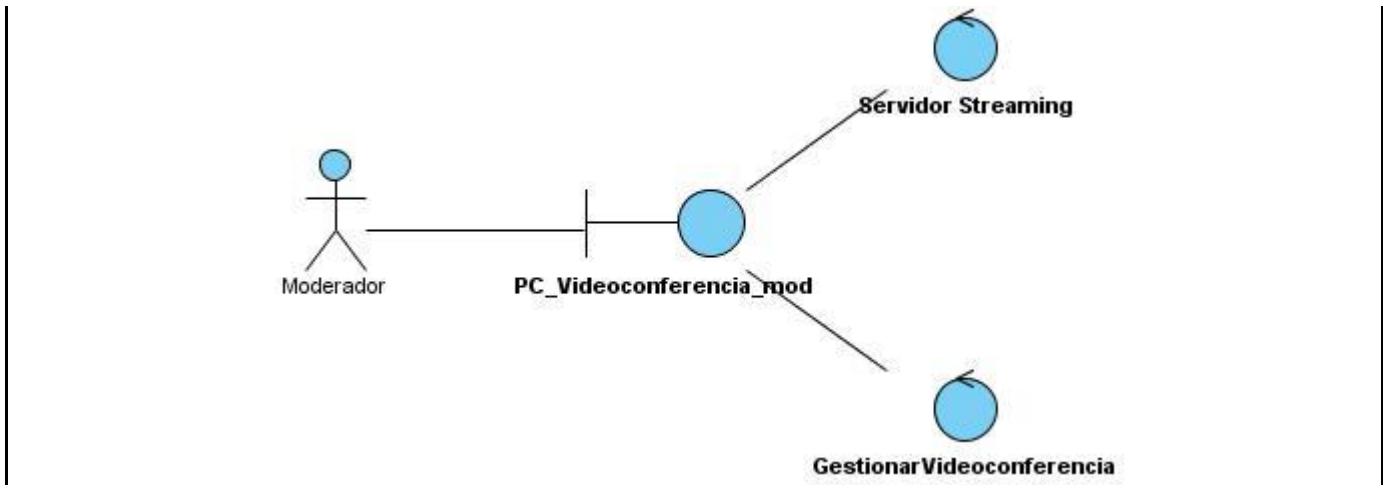 Servidor Streaming
Moderador
PC_Videoconferencia_mod
GestionarVideoconferencia